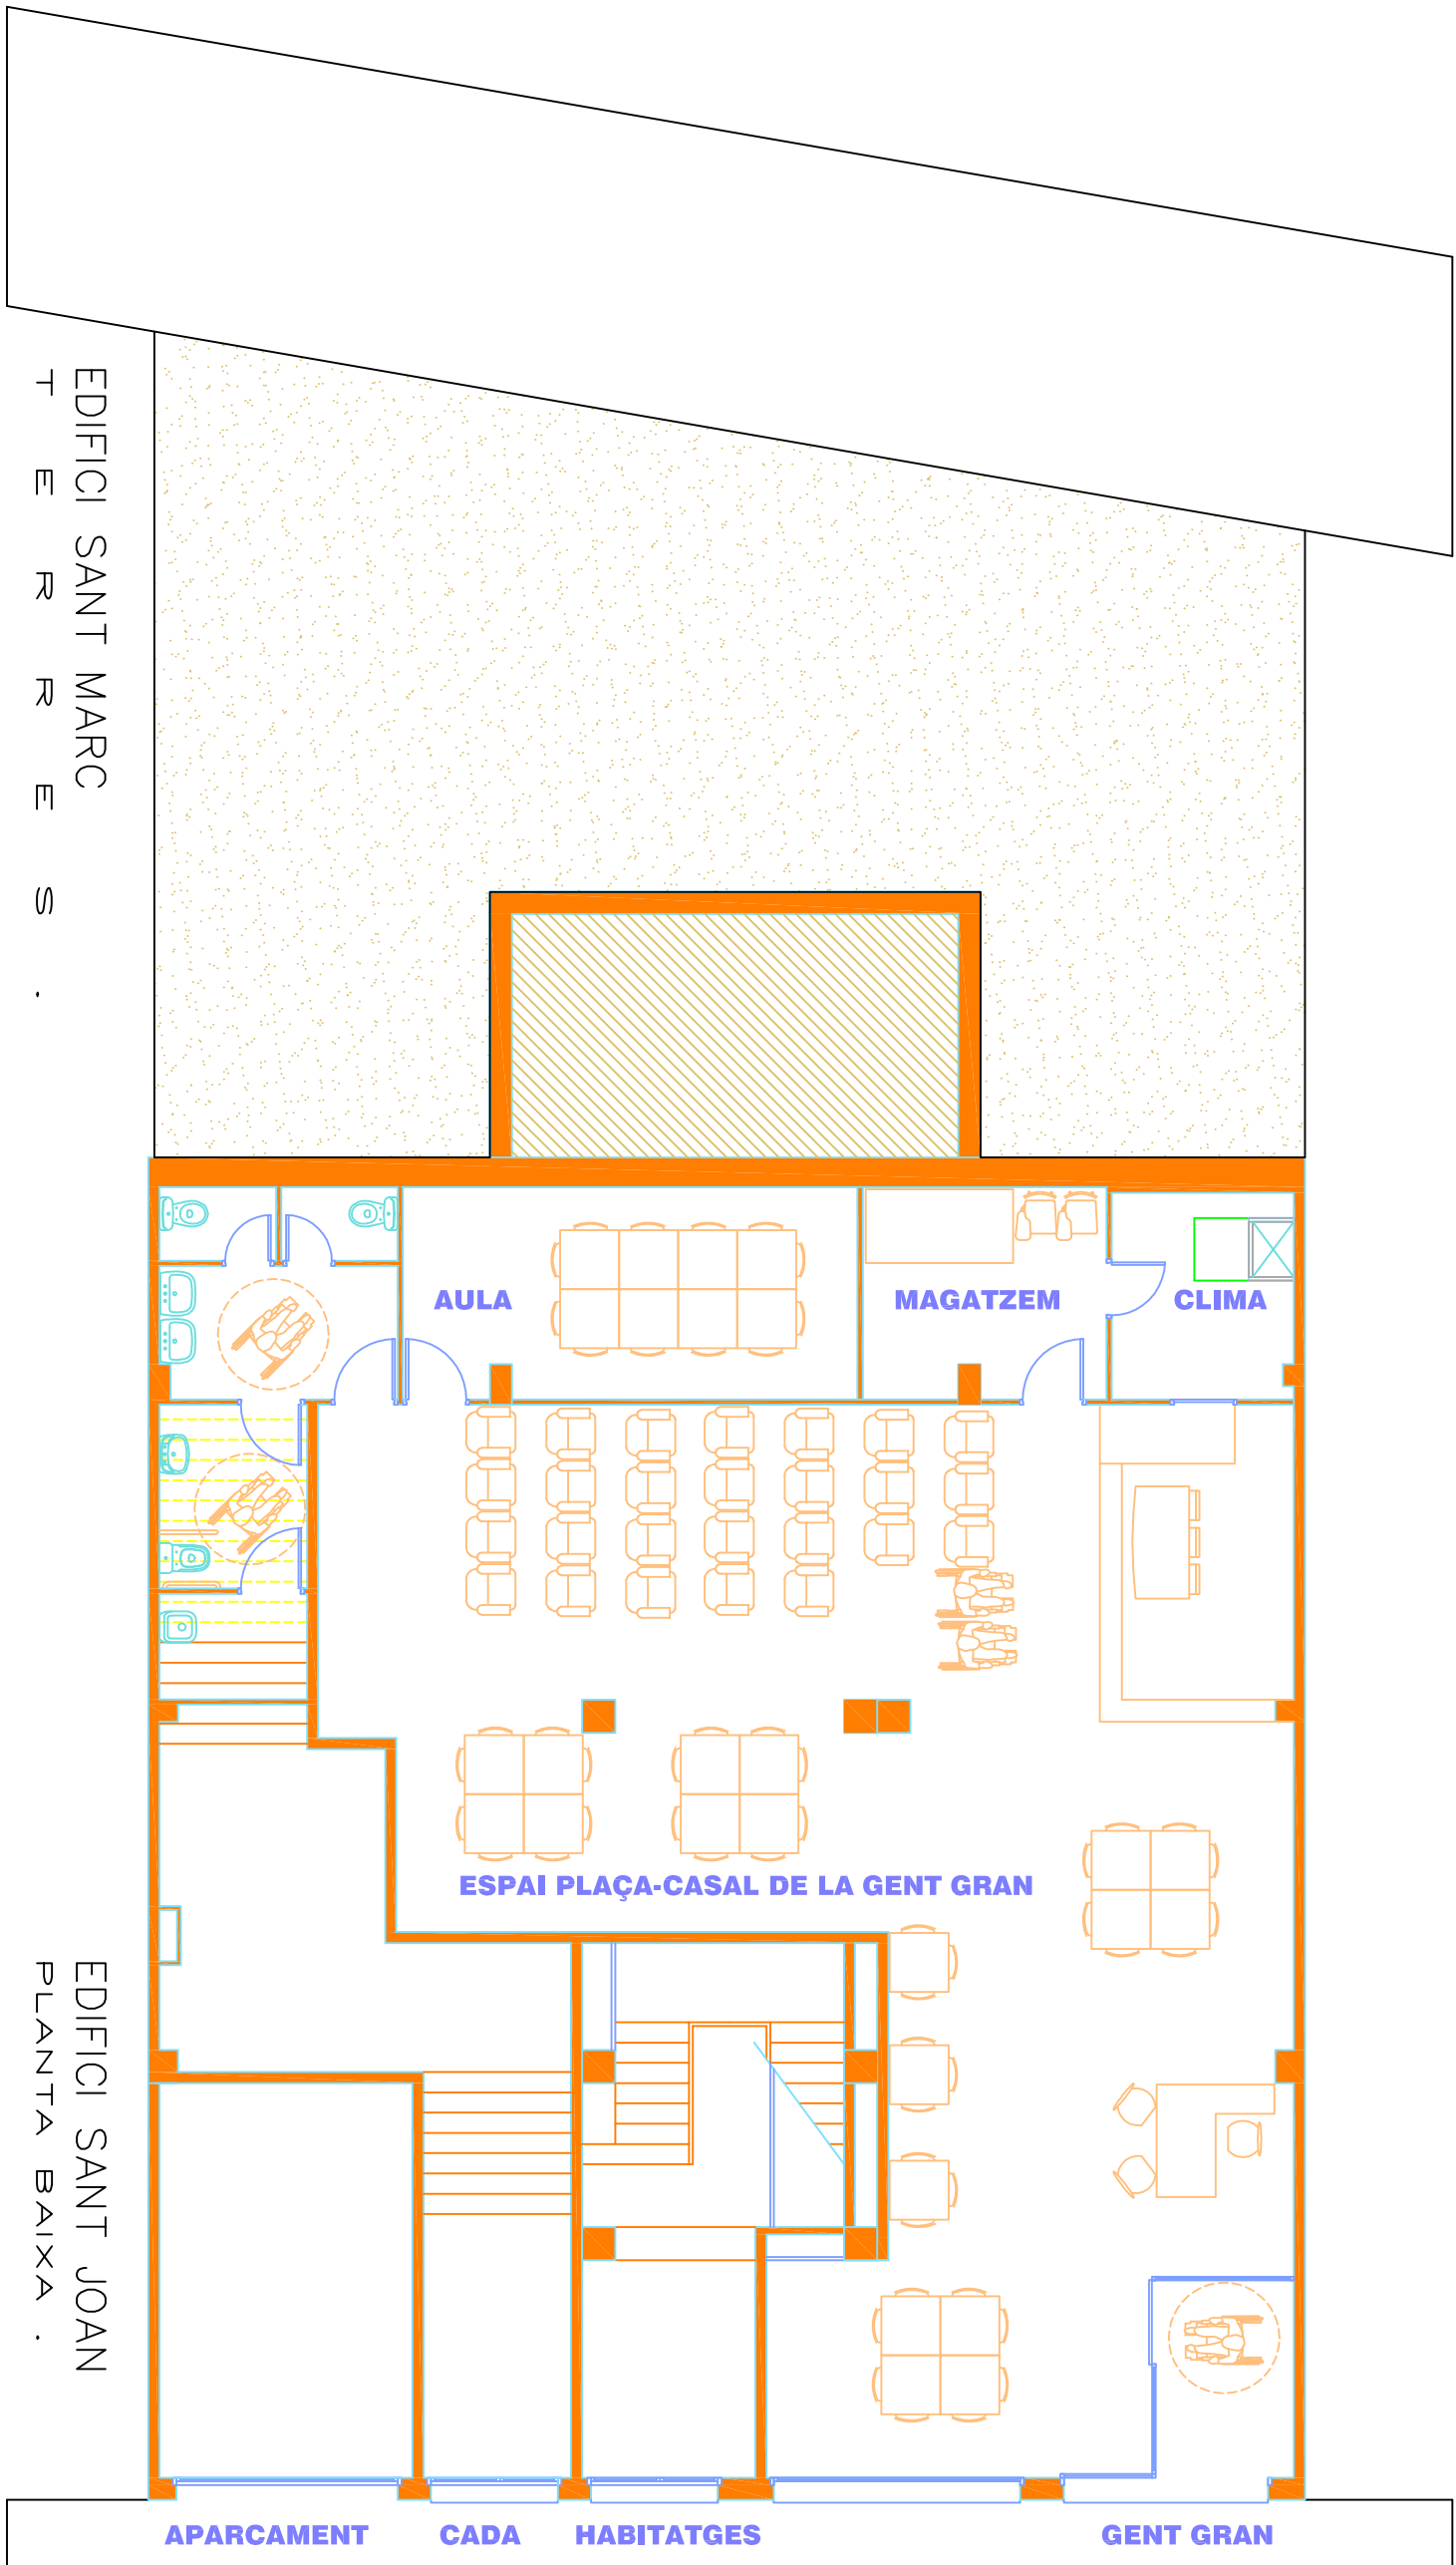 EDIFICI SANT MARC
T E R R E S .
AULA
MAGATZEM
CLIMA
ESPAI PLAÇA-CASAL DE LA GENT GRAN
EDIFICI SANT JOAN
PLANTA BAIXA .
APARCAMENT
CADA
HABITATGES
GENT GRAN